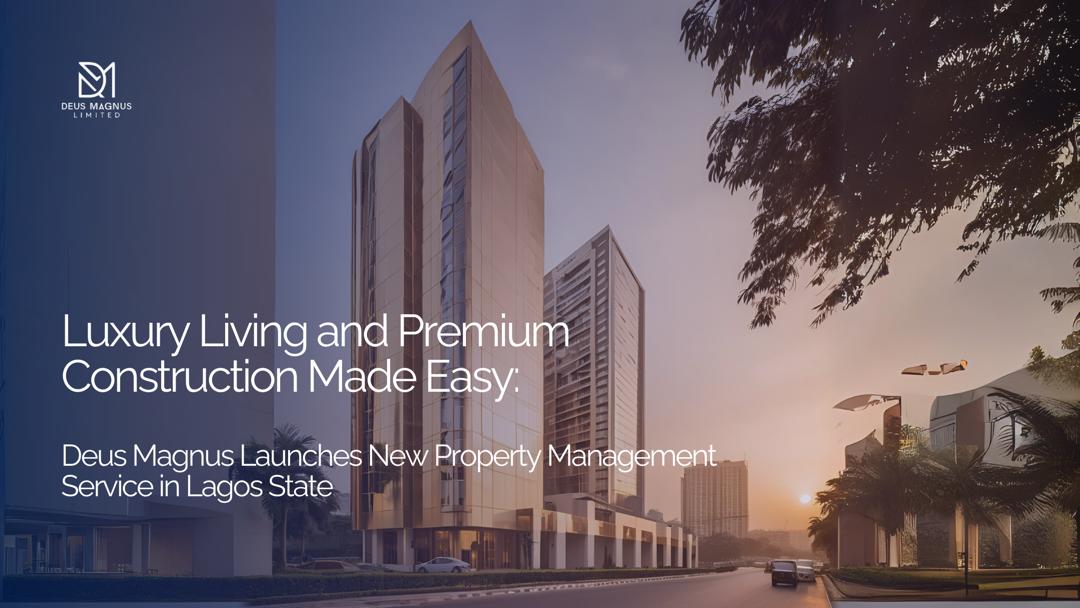 DEUS MAGNUS
LIMITED
Luxury Living and Premium
Construction Made Easy:
Deus Magnus Launches New Property Management
Service in Lagos State